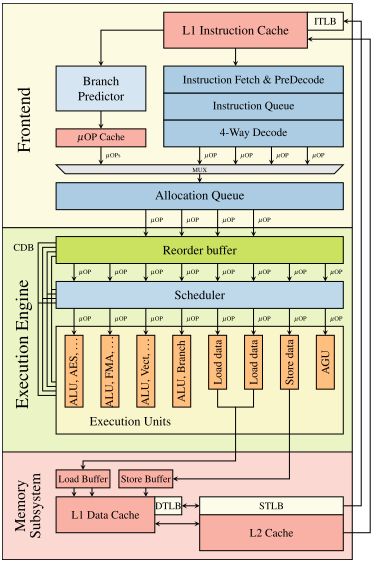 ITLB
L1 Instruction Cache
Frontend
Branch
Predictor
Instruction Fetch & PreDecode
Instruction Queue
4-Way Decode
μOP Cache
μOPs
μOP μOP μOP μOP
MUX
Allocation Queue
μOP μOP μOP μOP
CDB
Reorder buffer
Execution Engine
μOP μOP μOP μOP μOP μOP μOP μOP
Scheduler
μOP μOP μOP μOP μOP μOP μOP μOP
ALU, AES, ...
ALU, FMA, ...
ALU, Vect, ...
ALU, Branch
Load data
Load data
Store data
AGU
Execution Units
Memory
Subsystem
Load Buffer
Store Buffer
L1 Data Cache
DTLB
STLB
L2 Cache